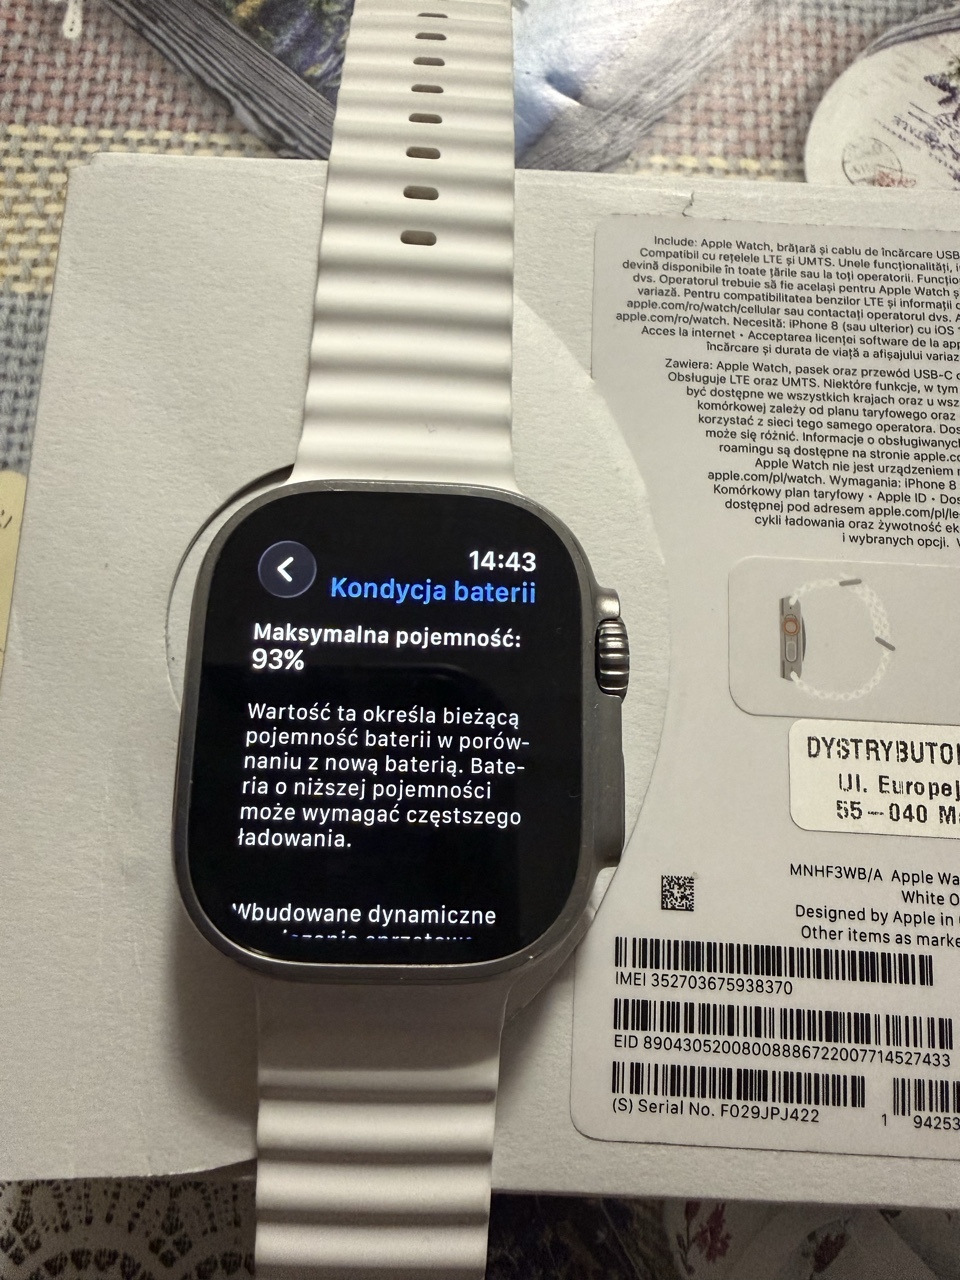 14:43
Kondycja baterii
Maksymalna pojemność:
93%
Wartość ta określa bieżącą
pojemność baterii w porów-
naniu z nową baterią. Bate-
ria o niższej pojemności
może wymagać częstszego
ładowania.
Wbudowane dynamiczne
Include: Apple Watch, brățară și cablu de încărcare USB
Compatibil cu rețelele LTE și UMTS. Unele funcționalități,
devină disponibile în toate țările sau la toți operatorii.
dvs. Operatorul trebuie să fie același pentru Apple Watch
variază. Pentru compatibilitatea benzilor LTE și informații
apple.com/ro/watch/cellular sau contactați operatorul dvs.
apple.com/ro/watch. Necesită: iPhone 8 (sau ulterior) cu iOS
Acces la internet • Acceptarea licenței software de la
încărcare și durata de viață a afișajului
Zawiera: Apple Watch, pasek oraz przewód USB-C
Obsługuje LTE oraz UMTS. Niektóre funkcje, w tym
być dostępne we wszystkich krajach oraz u
komórkowej zależy od planu taryfowego oraz
korzystać z sieci tego samego operatora.
może się różnić. Informacje o
roamingu są dostępne na stronie
Apple Watch nie jest urządzeniem
apple.com/pl/watch. Wymagania: iPhone 8
Komórkowy plan taryfowy • Apple ID •
dostępnej pod adresem
cykli ładowania oraz żywotność
i wybranych opcji.
DYSTRYBUTO
Ul. Europej
55-040 M
MNHF3WB/A Apple Wa
White O
Designed by Apple in
Other items as marke
IMEI 352703675938370
EID 89043052008008886722007714527433
(S) Serial No. F029JPJ422
1 94253